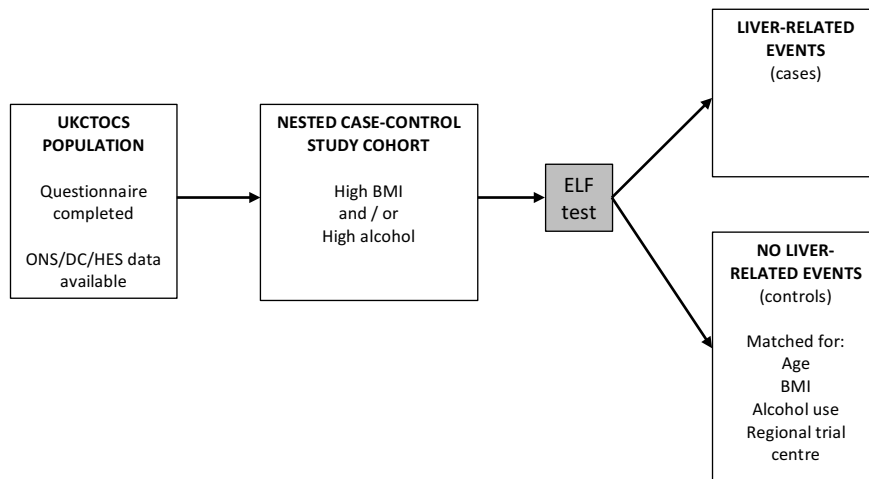 UKCTOCS
POPULATION
Questionnaire
completed
ONS/DC/HES data
available
NESTED CASE-CONTROL
STUDY COHORT
High BMI
and / or
High alcohol
ELF
test
LIVER-RELATED
EVENTS
(cases)
NO LIVER-
RELATED EVENTS
(controls)
Matched for:
Age
BMI
Alcohol use
Regional trial
centre